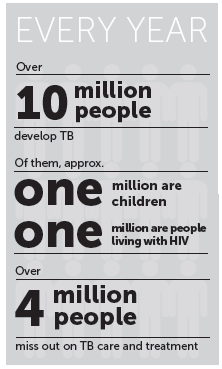 EVERY YEAR
Over
10 million
people
develop TB
Of them, approx.
one million are
children
one million are people
living with HIV
Over
4 million
people
miss out on TB care and treatment